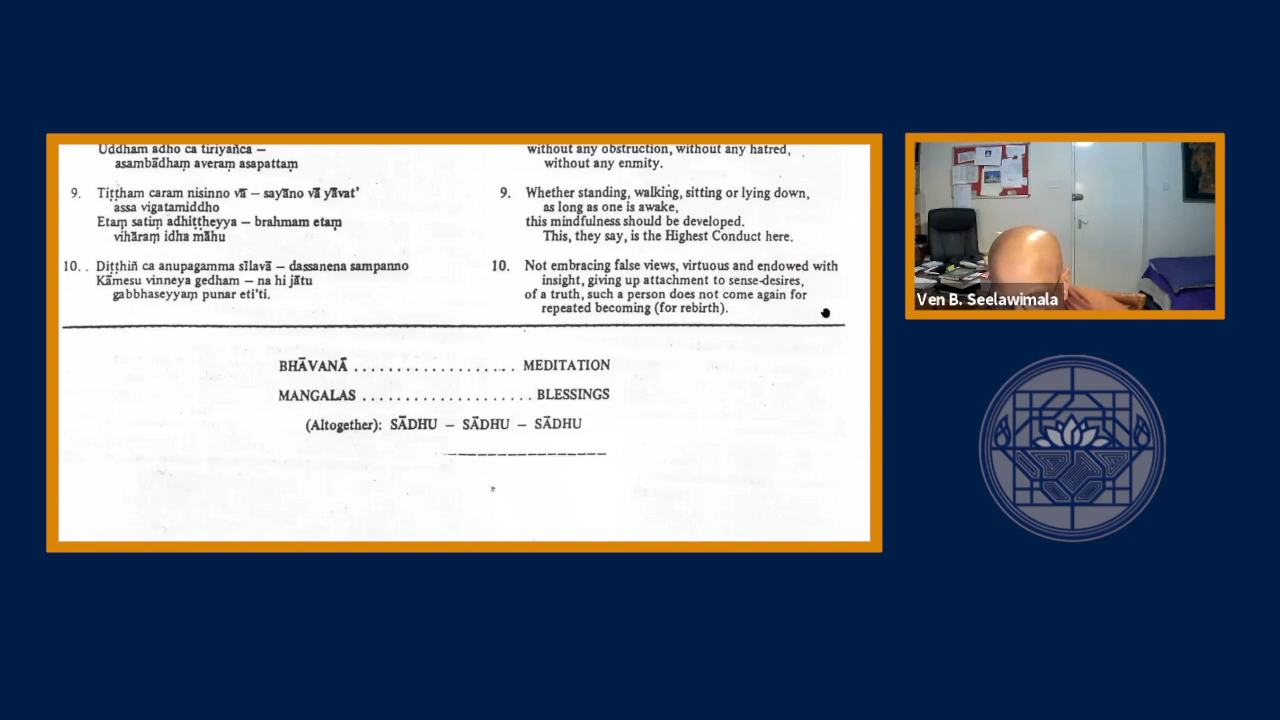 Uddham adho ca tiriyañca –
asambādhaṃ averaṃ asapattaṃ
9. Tiṭṭham caram nisinno vā – sayāno vā yāvat'
assa vigatamiddho
Etaṃ satiṃ adhiṭṭheyya – brahmam etaṃ
vihāraṃ idha māhu
10. . Diṭṭhiñ ca anupagamma sīlavā – dassanena sampanno
Kāmesu vinneya gedham – na hi jātu
gabbhaseyyaṃ punar eti'ti.
without any obstruction, without any hatred,
without any enmity.
9. Whether standing, walking, sitting or lying down,
as long as one is awake,
this mindfulness should be developed.
This, they say, is the Highest Conduct here.
10. Not embracing false views, virtuous and endowed with
insight, giving up attachment to sense-desires,
of a truth, such a person does not come again for
repeated becoming (for rebirth).
BHĀVANĀ . . . . . . . . . . . . . . . . . . . MEDITATION
MANGALAS . . . . . . . . . . . . . . . . . . . . BLESSINGS
(Altogether): SĀDHU – SĀDHU – SĀDHU
Ven B. Seelawimala